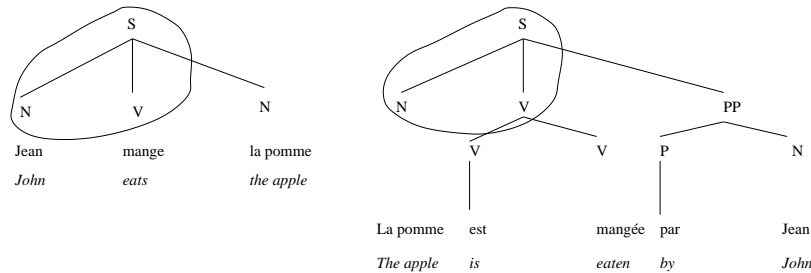 S
N V N
Jean mange la pomme
John eats the apple
S
N V PP
V V P N
La pomme est mangée par Jean
The apple is eaten by John